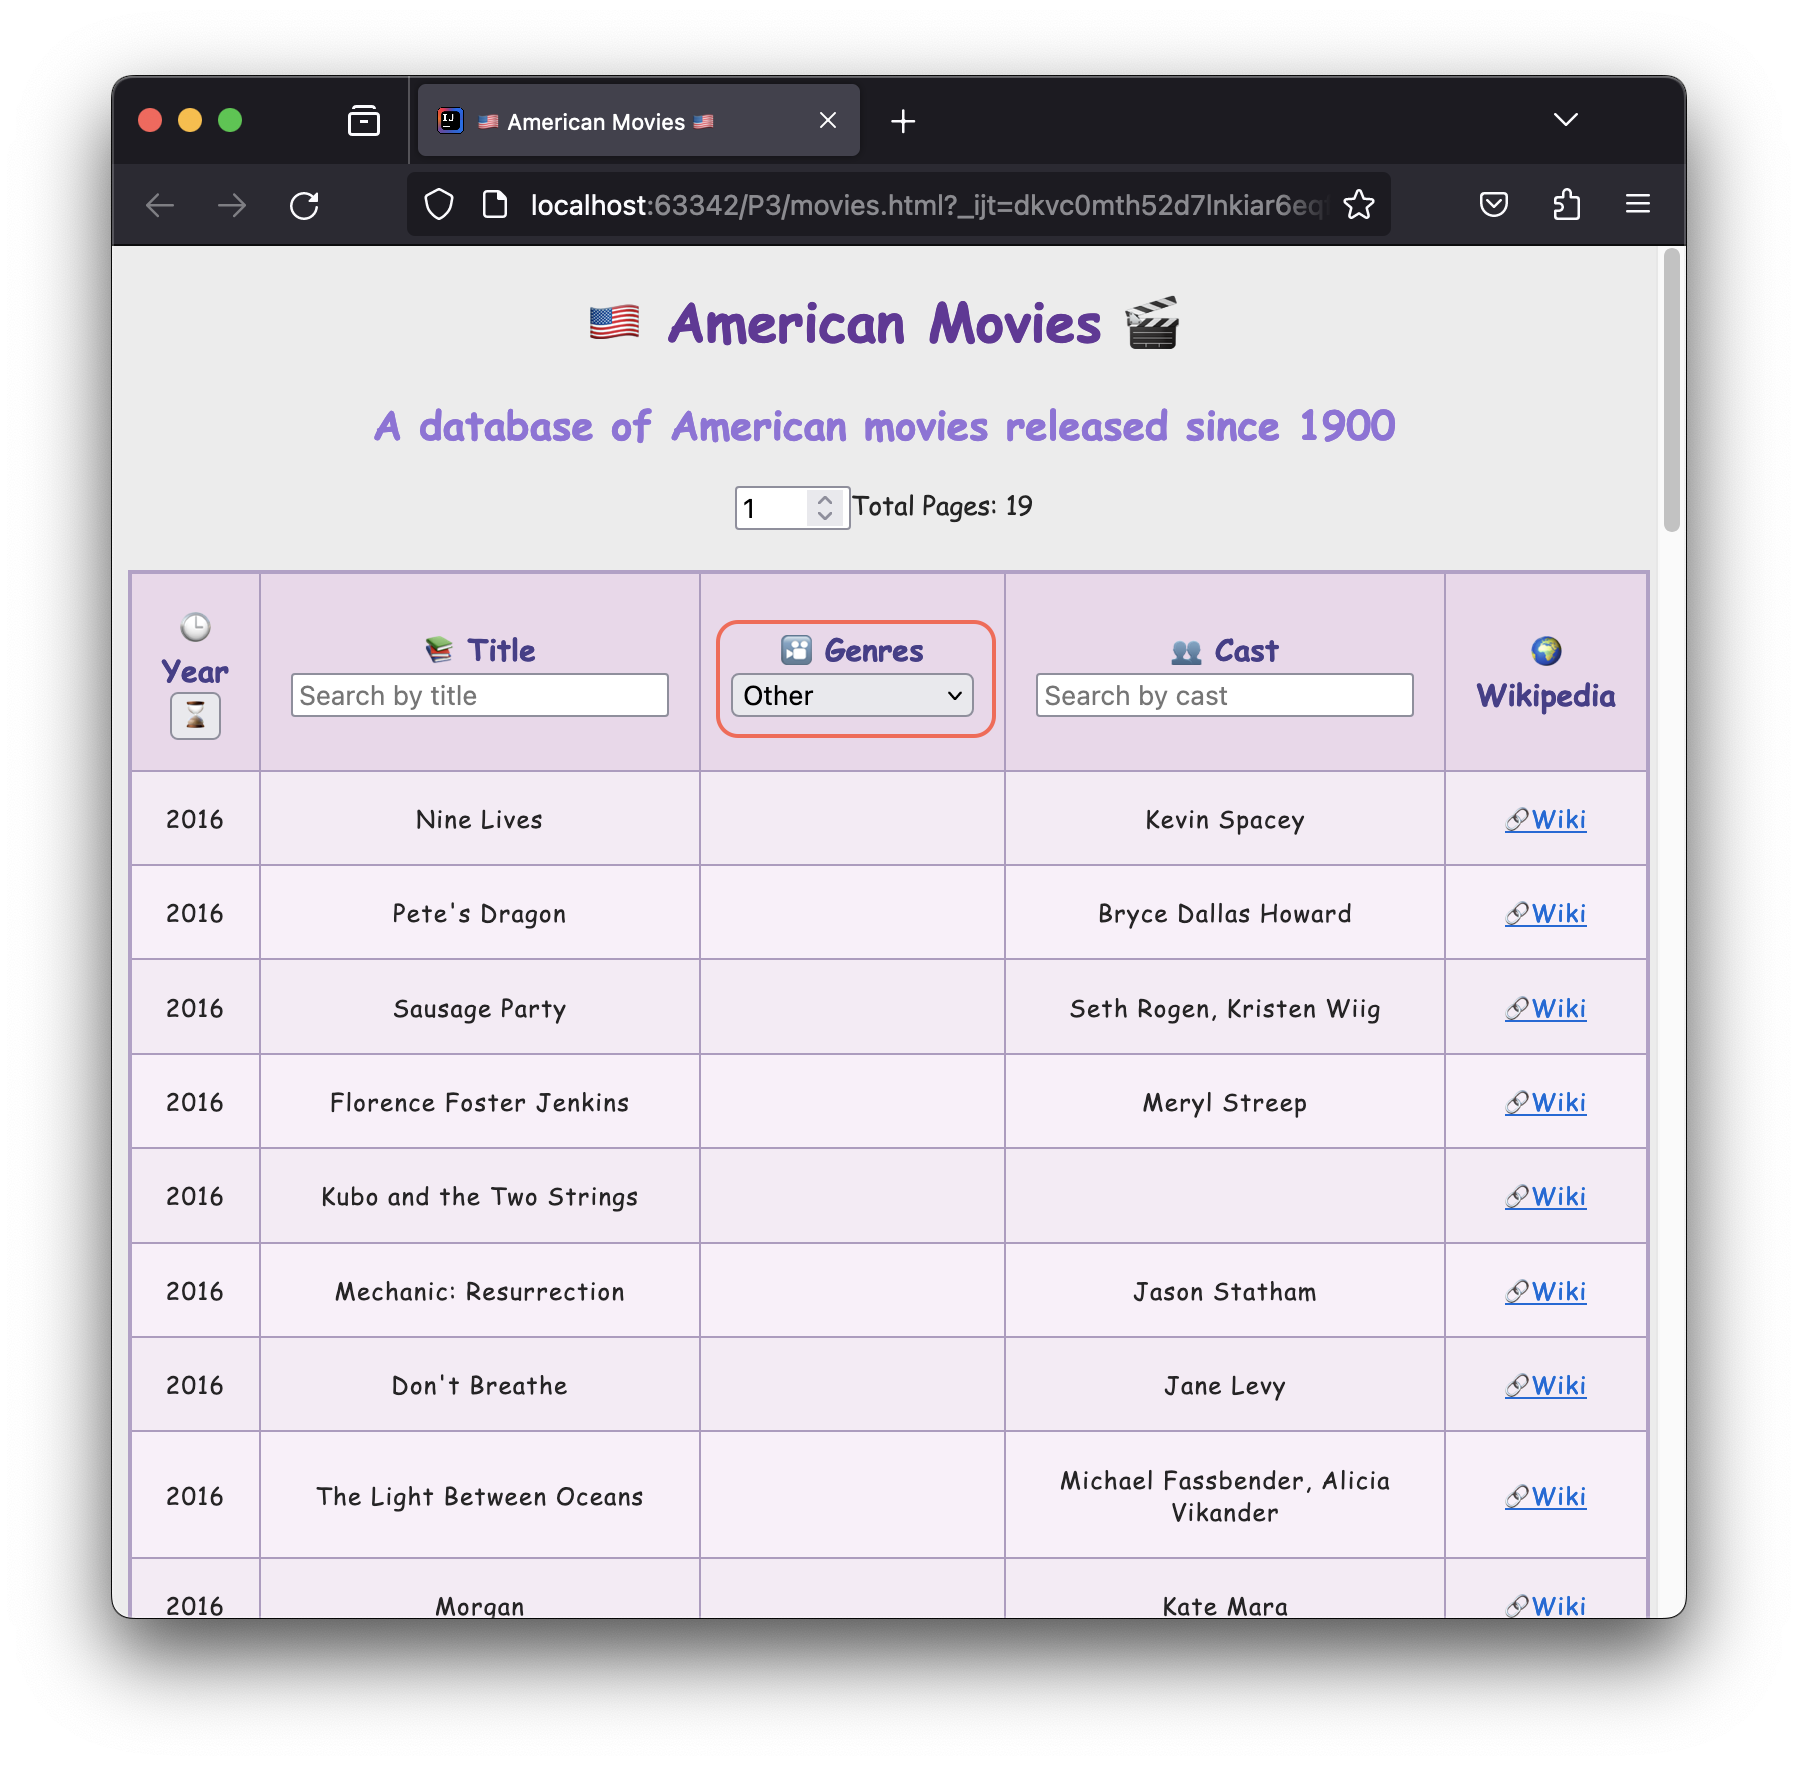 American Movies
localhost:63342/P3/movies.html?_ijt=dkvc0mth52d7lnkiar6eq
American Movies
A database of American movies released since 1900
1 Total Pages: 19
Year Title Genres Cast Wikipedia
Search by title Other Search by cast
2016 Nine Lives Kevin Spacey Wiki
2016 Pete's Dragon Bryce Dallas Howard Wiki
2016 Sausage Party Seth Rogen, Kristen Wiig Wiki
2016 Florence Foster Jenkins Meryl Streep Wiki
2016 Kubo and the Two Strings Wiki
2016 Mechanic: Resurrection Jason Statham Wiki
2016 Don't Breathe Jane Levy Wiki
2016 The Light Between Oceans Michael Fassbender, Alicia
Vikander Wiki
2016 Morgan Kate Mara Wiki